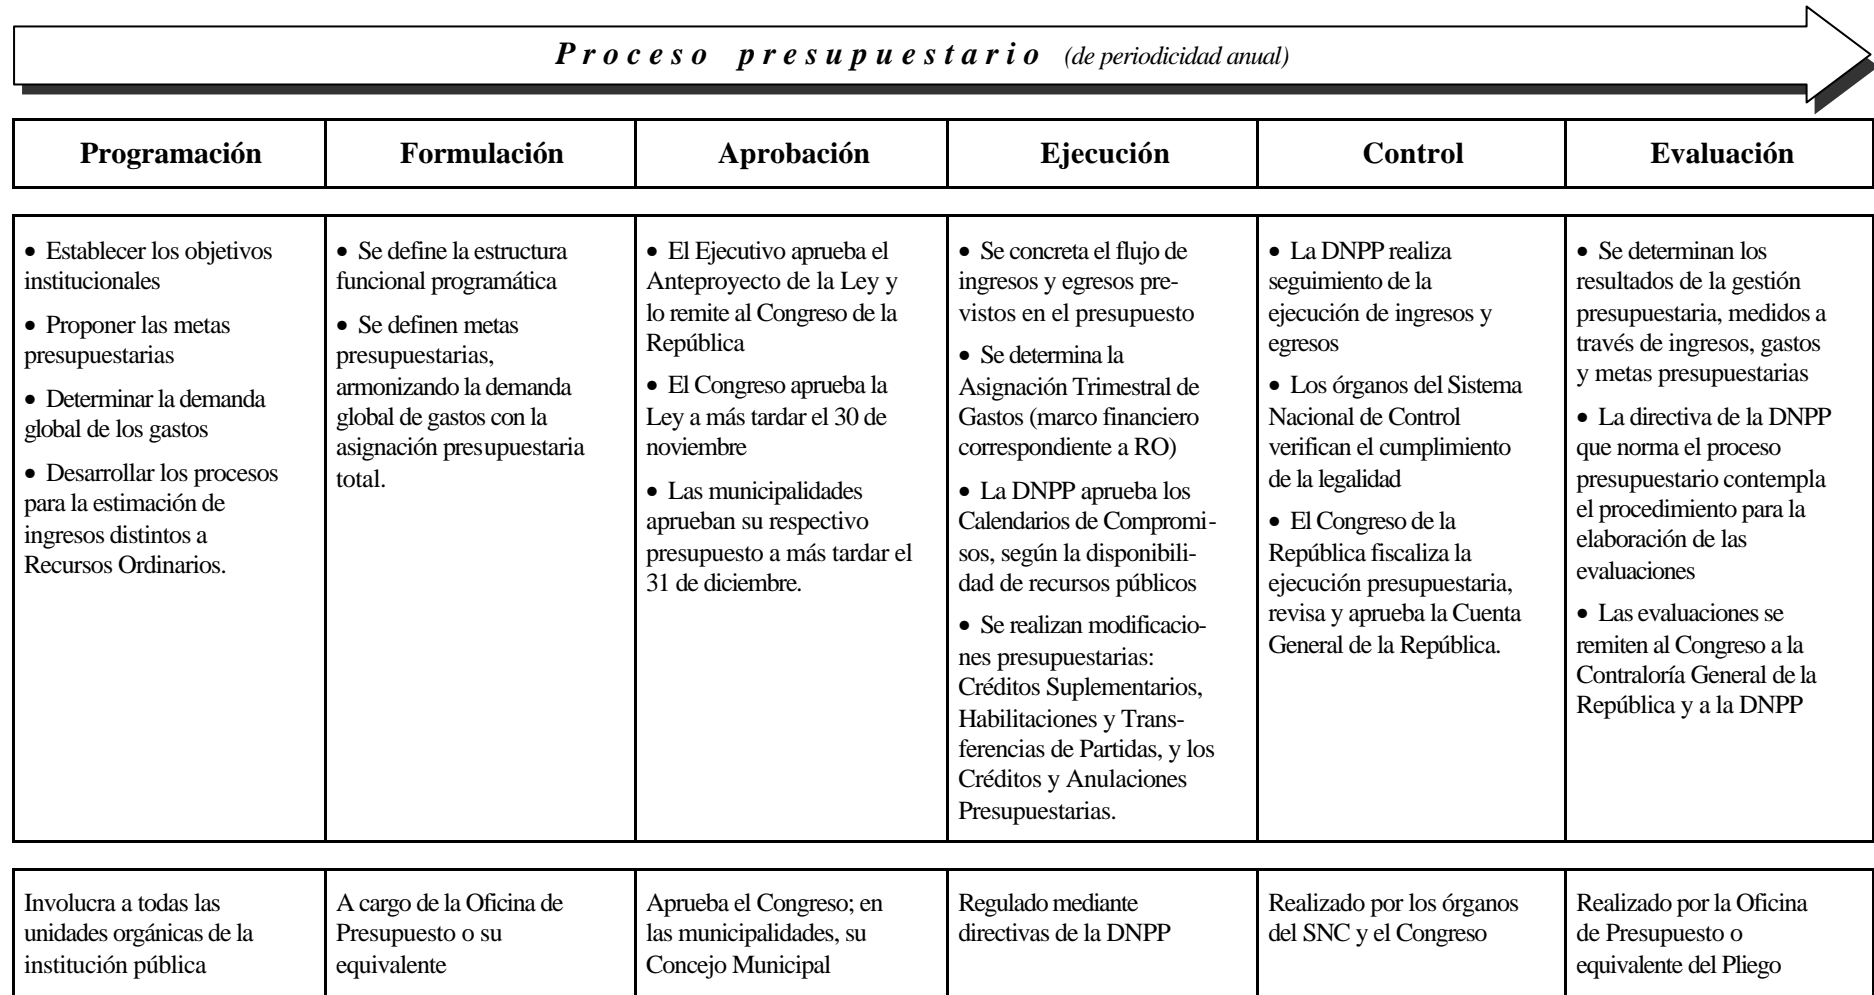 Proceso presupuestario (de periodicidad anual)
Programación
Formulación
Aprobación
Ejecución
Control
Evaluación
• Establecer los objetivos
institucionales
• Proponer las metas
presupuestarias
• Determinar la demanda
global de los gastos
• Desarrollar los procesos
para la estimación de
ingresos distintos a
Recursos Ordinarios.
• Se define la estructura
funcional programática
• Se definen metas
presupuestarias,
armonizando la demanda
global de gastos con la
asignación presupuestaria
total.
• El Ejecutivo aprueba el
Anteproyecto de la Ley y
lo remite al Congreso de la
República
• El Congreso aprueba la
Ley a más tardar el 30 de
noviembre
• Las municipalidades
aprueban su respectivo
presupuesto a más tardar el
31 de diciembre.
• Se concreta el flujo de
ingresos y egresos pre-
vistos en el presupuesto
• Se determina la
Asignación Trimestral de
Gastos (marco financiero
correspondiente a RO)
• La DNPP aprueba los
Calendarios de Compromi-
sos, según la disponibili-
dad de recursos públicos
• Se realizan modificacio-
nes presupuestarias:
Créditos Suplementarios,
Habilitaciones y Trans-
ferencias de Partidas, y los
Créditos y Anulaciones
Presupuestarias.
• La DNPP realiza
seguimiento de la
ejecución de ingresos y
egresos
• Los órganos del Sistema
Nacional de Control
verifican el cumplimiento
de la legalidad
• El Congreso de la
República fiscaliza la
ejecución presupuestaria,
revisa y aprueba la Cuenta
General de la República.
• Se determinan los
resultados de la gestión
presupuestaria, medidos a
través de ingresos, gastos
y metas presupuestarias
• La directiva de la DNPP
que norma el proceso
presupuestario contempla
el procedimiento para la
elaboración de las
evaluaciones
• Las evaluaciones se
remiten al Congreso a la
Contraloría General de la
República y a la DNPP
Involucra a todas las
unidades orgánicas de la
institución pública
A cargo de la Oficina de
Presupuesto o su
equivalente
Aprueba el Congreso; en
las municipalidades, su
Concejo Municipal
Regulado mediante
directivas de la DNPP
Realizado por los órganos
del SNC y el Congreso
Realizado por la Oficina
de Presupuesto o
equivalente del Pliego